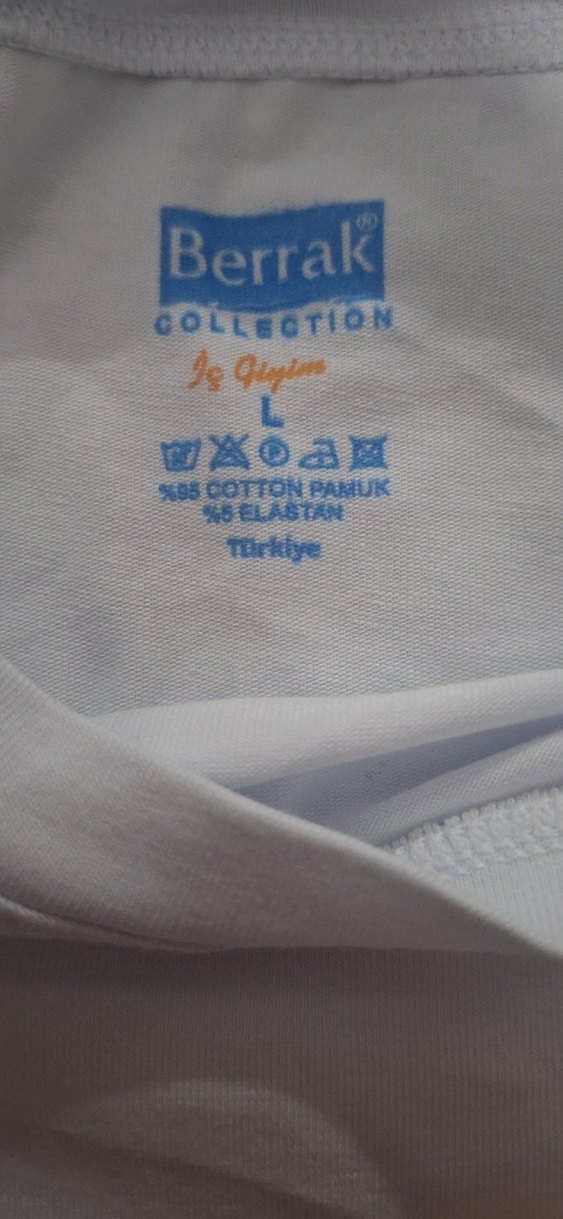 Berrak®
COLLECTION
İç Giyim
L
P
%95 COTTON PAMUK
%5 ELASTAN
Türkiye